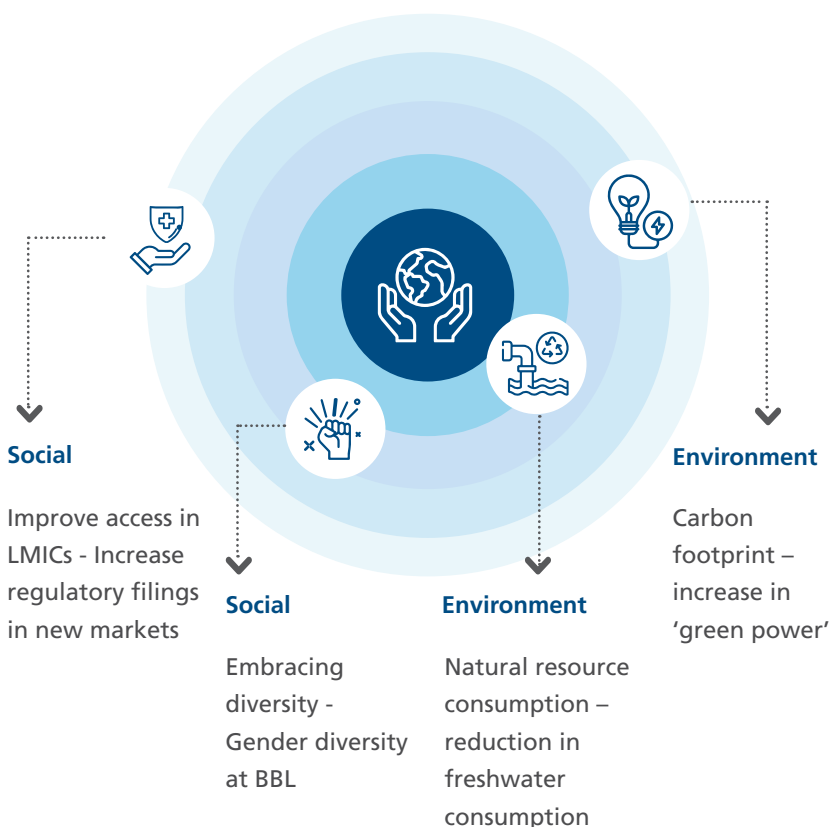 Social
Improve access in
LMICs - Increase
regulatory filings
in new markets
Social
Embracing
diversity -
Gender diversity
at BBL
Environment
Natural resource
consumption –
reduction in
freshwater
consumption
Environment
Carbon
footprint –
increase in
‘green power’